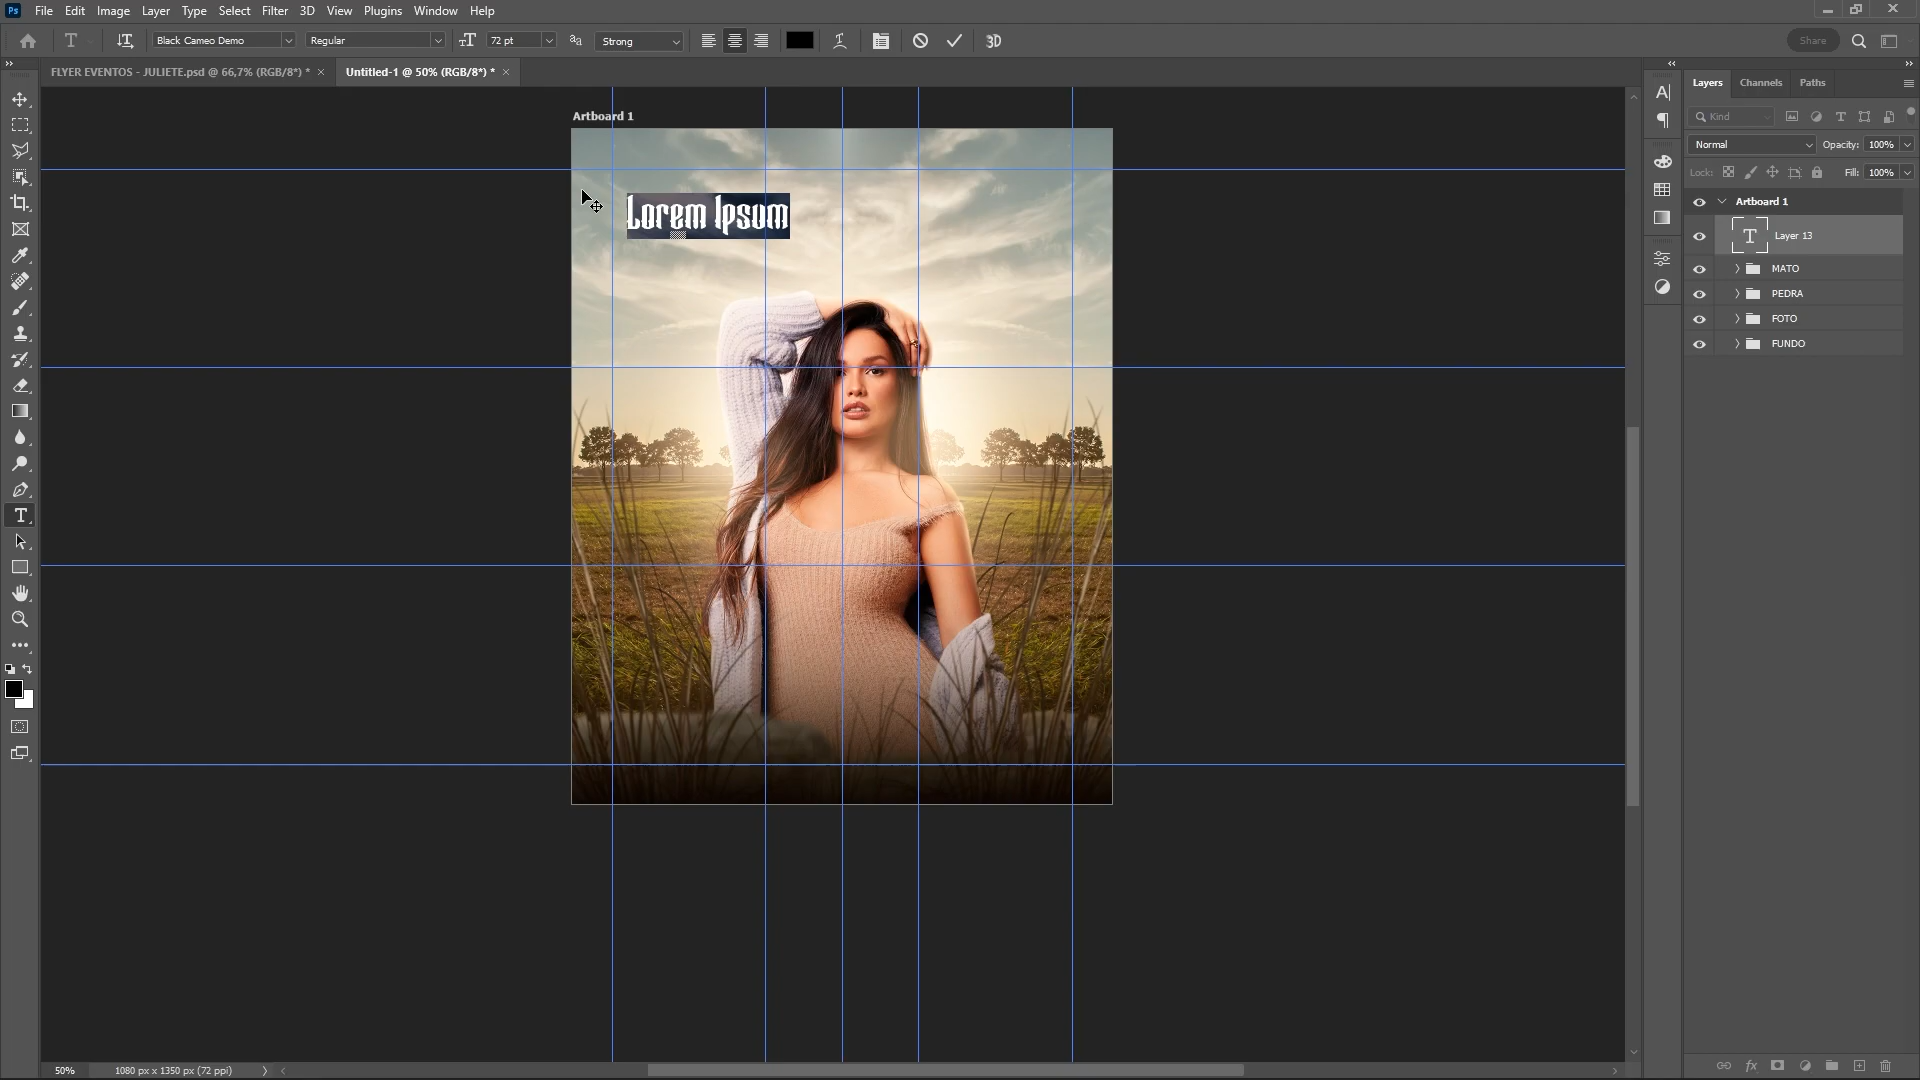 Ps File Edit Image Layer Type Select Filter 3D View Plugins Window Help
T Black Cameo Demo Regular 72 pt Strong 3D Share
FLYER EVENTOS - JULIETE.psd @ 66,7% (RGB/8*) * × Untitled-1 @ 50% (RGB/8*) * ×
Layers Channels Paths
Artboard 1
Kind
Normal Opacity: 100%
Lock: Fill: 100%
Artboard 1
Lorem Ipsum
T Layer 13
MATO
PEDRA
FOTO
FUNDO
50% 1080 px x 1350 px (72 ppi)
fx